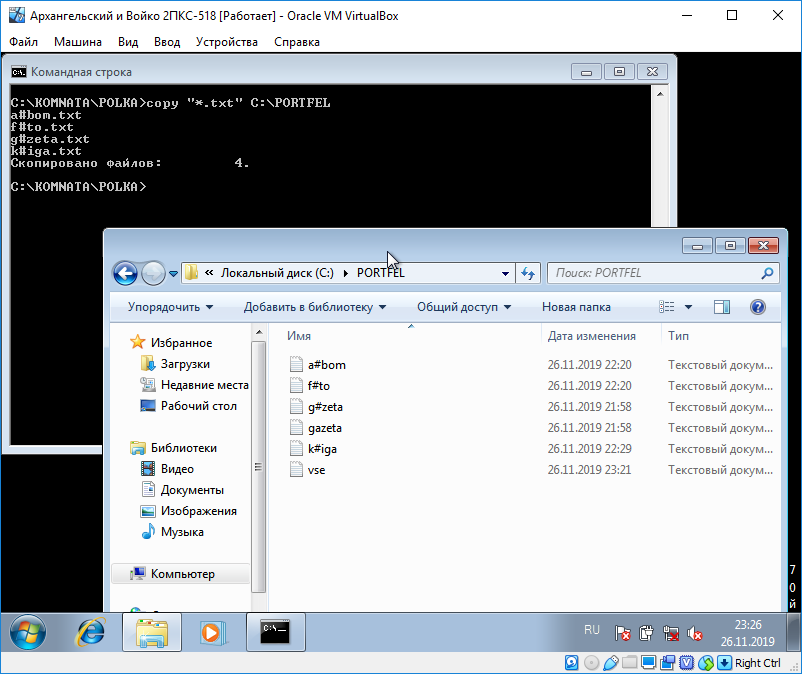 Архангельский и Войко 2ПКС-518 [Работает] - Oracle VM VirtualBox
Файл Машина Вид Ввод Устройства Справка
Командная строка
C:\KOMNATA\POLKA>copy "*.txt" C:\PORTFEL
a#bom.txt
f#to.txt
g#zeta.txt
k#iga.txt
Скопировано файлов: 4.
C:\KOMNATA\POLKA>
« Локальный диск (C:) PORTFEL
Поиск: PORTFEL
Упорядочить Добавить в библиотеку Общий доступ Новая папка
Имя Дата изменения Тип
Избранное
Загрузки
Недавние места
Рабочий стол
Библиотеки
Видео
Документы
Изображения
Музыка
Компьютер
a#bom 26.11.2019 22:20 Текстовый докум...
f#to 26.11.2019 22:20 Текстовый докум...
g#zeta 26.11.2019 21:58 Текстовый докум...
gazeta 26.11.2019 21:58 Текстовый докум...
k#iga 26.11.2019 22:29 Текстовый докум...
vse 26.11.2019 23:21 Текстовый докум...
7
0
й
RU
23:26
26.11.2019
Right Ctrl